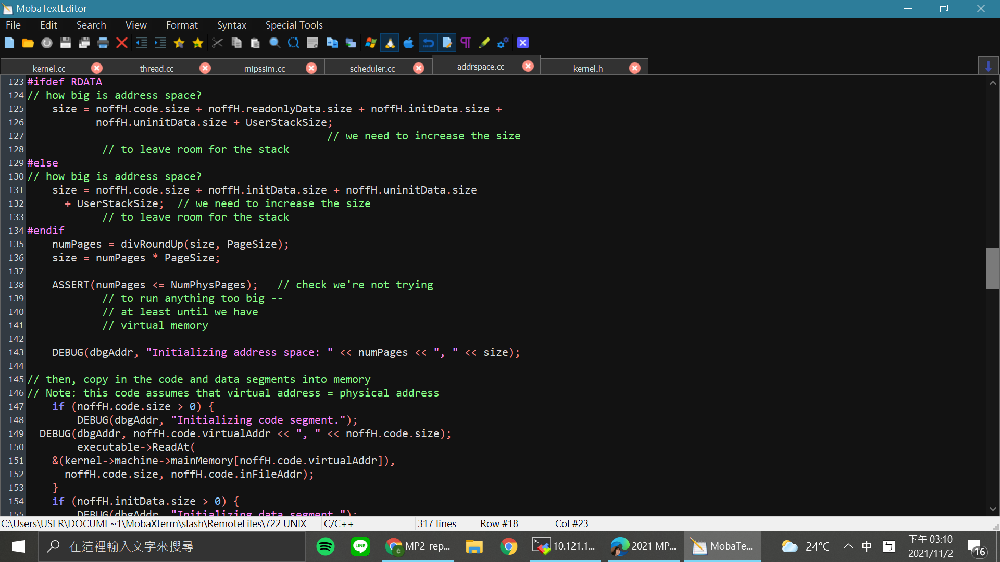 MobaTextEditor
File Edit Search View Format Syntax Special Tools
kernel.cc thread.cc mipssim.cc scheduler.cc addrspace.cc kernel.h
123 #ifdef RDATA
124 // how big is address space?
125 size = noffH.code.size + noffH.readonlyData.size + noffH.initData.size +
126 noffH.uninitData.size + UserStackSize;
127 // we need to increase the size
128 // to leave room for the stack
129 #else
130 // how big is address space?
131 size = noffH.code.size + noffH.initData.size + noffH.uninitData.size
132 + UserStackSize; // we need to increase the size
133 // to leave room for the stack
134 #endif
135 numPages = divRoundUp(size, PageSize);
136 size = numPages * PageSize;
137
138 ASSERT(numPages <= NumPhysPages); // check we're not trying
139 // to run anything too big --
140 // at least until we have
141 // virtual memory
142
143 DEBUG(dbgAddr, "Initializing address space: " << numPages << ", " << size);
144
145 // then, copy in the code and data segments into memory
146 // Note: this code assumes that virtual address = physical address
147 if (noffH.code.size > 0) {
148 DEBUG(dbgAddr, "Initializing code segment.");
149 DEBUG(dbgAddr, noffH.code.virtualAddr << ", " << noffH.code.size);
150 executable->ReadAt(
151 &(kernel->machine->mainMemory[noffH.code.virtualAddr]),
152 noffH.code.size, noffH.code.inFileAddr);
153 }
154 if (noffH.initData.size > 0) {
155 DEBUG(dbgAddr, "Initializing data segment.");
C:\Users\USER\DOCUME~1\MobaXterm\slash\RemoteFiles\722 UNIX C/C++ 317 lines Row #18 Col #23
在這裡輸入文字來搜尋 LINE C MP2_rep... 10.121.1... 2021 MP... MobaTe... 24°C 中 ㄅ 下午 03:10
2021/11/2 16